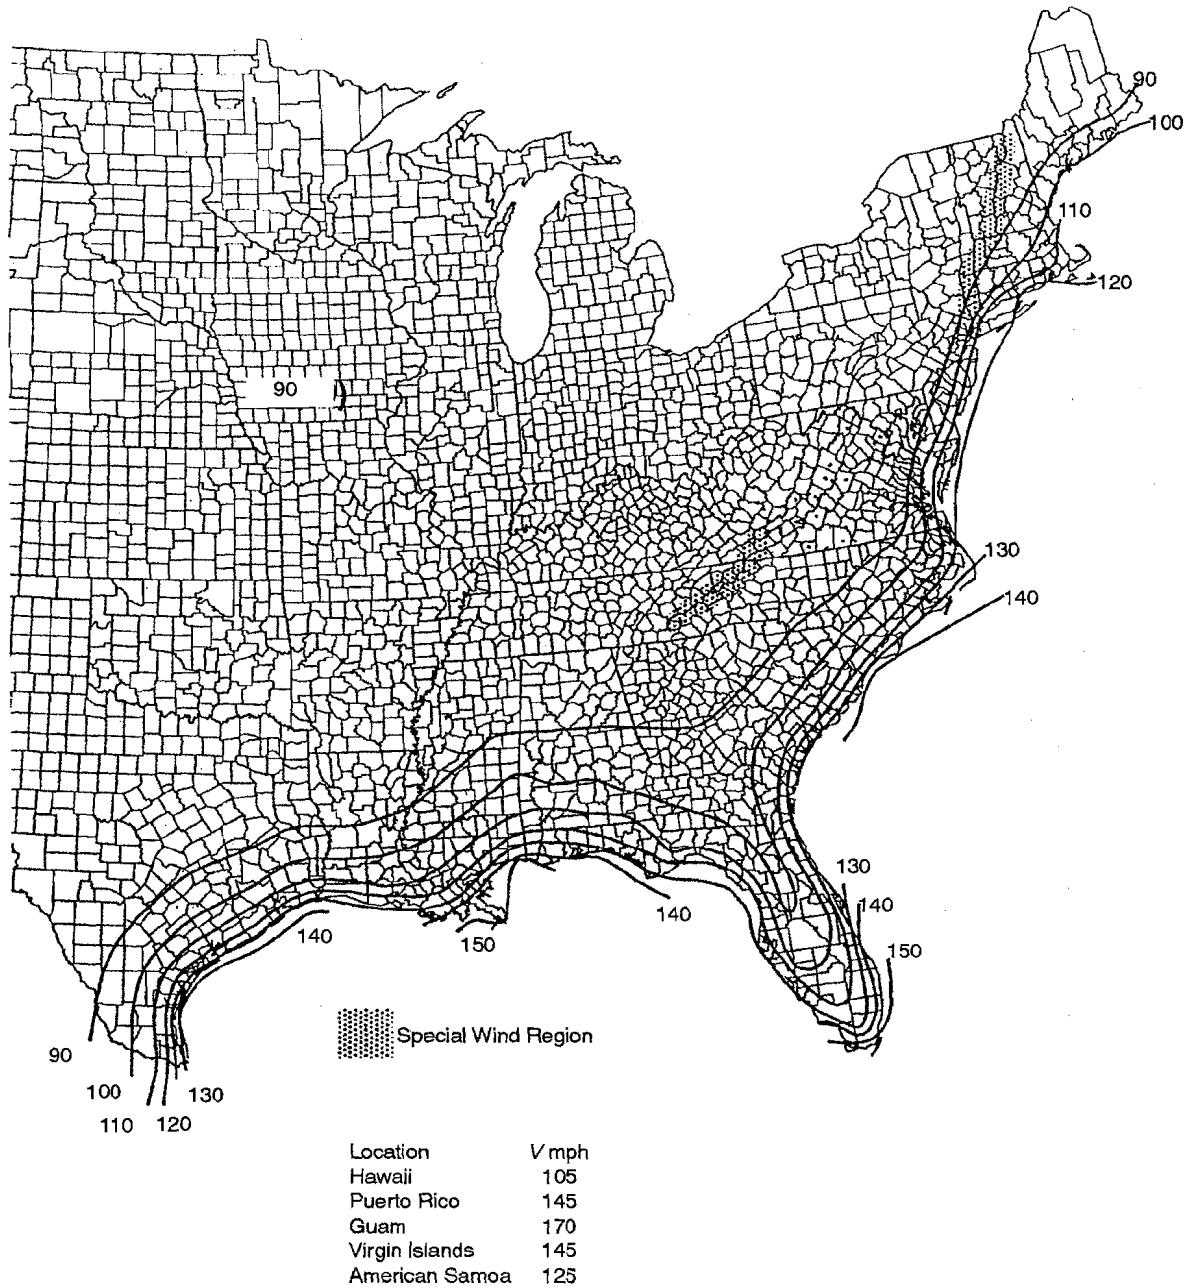 90
100
110
120
90
130
140
130
140
140
140
150
150
Special Wind Region
90
100
130
110
120
Location V mph
Hawaii 105
Puerto Rico 145
Guam 170
Virgin Islands 145
American Samoa 125